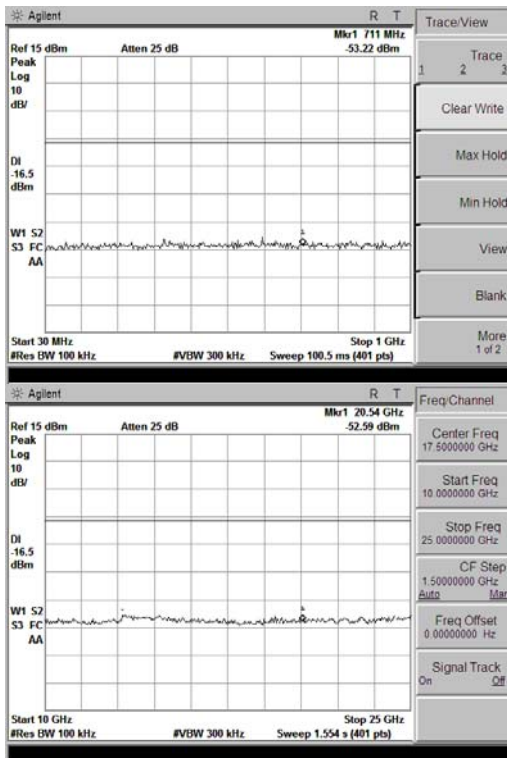 Agilent R T Trace/View
Mkr1 711 MHz
Ref 15 dBm Atten 25 dB -53.22 dBm
Peak
Log
10
dB/
DI
-16.5
dBm
W1 S2
S3 FC
AA
Start 30 MHz Stop 1 GHz
#Res BW 100 kHz #VBW 300 kHz Sweep 100.5 ms (401 pts)
Trace
1 2 3
Clear Write
Max Hold
Min Hold
View
Blank
More
1 of 2
Agilent R T Freq/Channel
Mkr1 20.54 GHz
Ref 15 dBm Atten 25 dB -52.59 dBm
Peak
Log
10
dB/
DI
-16.5
dBm
W1 S2
S3 FC
AA
Start 10 GHz Stop 25 GHz
#Res BW 100 kHz #VBW 300 kHz Sweep 1.554 s (401 pts)
Center Freq
17.5000000 GHz
Start Freq
10.0000000 GHz
Stop Freq
25.0000000 GHz
CF Step
1.50000000 GHz
Auto Man
Freq Offset
0.00000000 Hz
Signal Track
On Off